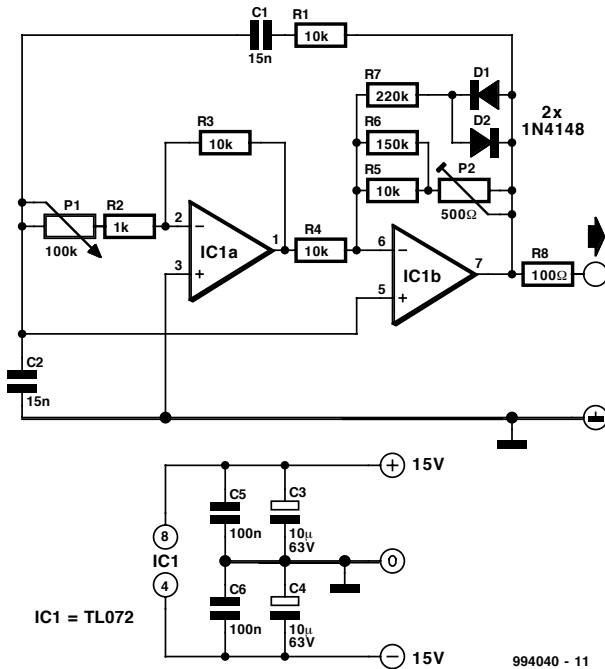 C1
15n
R1
10k
R7
220k
D1
D2
2x
1N4148
R6
150k
R5
10k
P2
500Ω
R3
10k
P1
100k
R2
1k
2
−
3
+
1
IC1a
R4
10k
6
−
5
+
7
IC1b
R8
100Ω
C2
15n
+
15V
C5
100n
C3
10µ
63V
8
IC1
4
0
C6
100n
C4
10µ
63V
IC1 = TL072
−
15V
994040 - 11